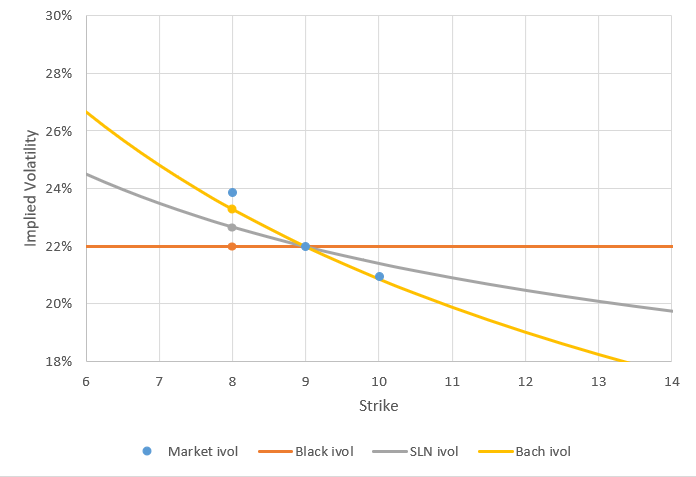 30%
28%
26%
24%
22%
20%
18%
Implied Volatility
6 7 8 9 10 11 12 13 14
Strike
Market ivol Black ivol SLN ivol Bach ivol